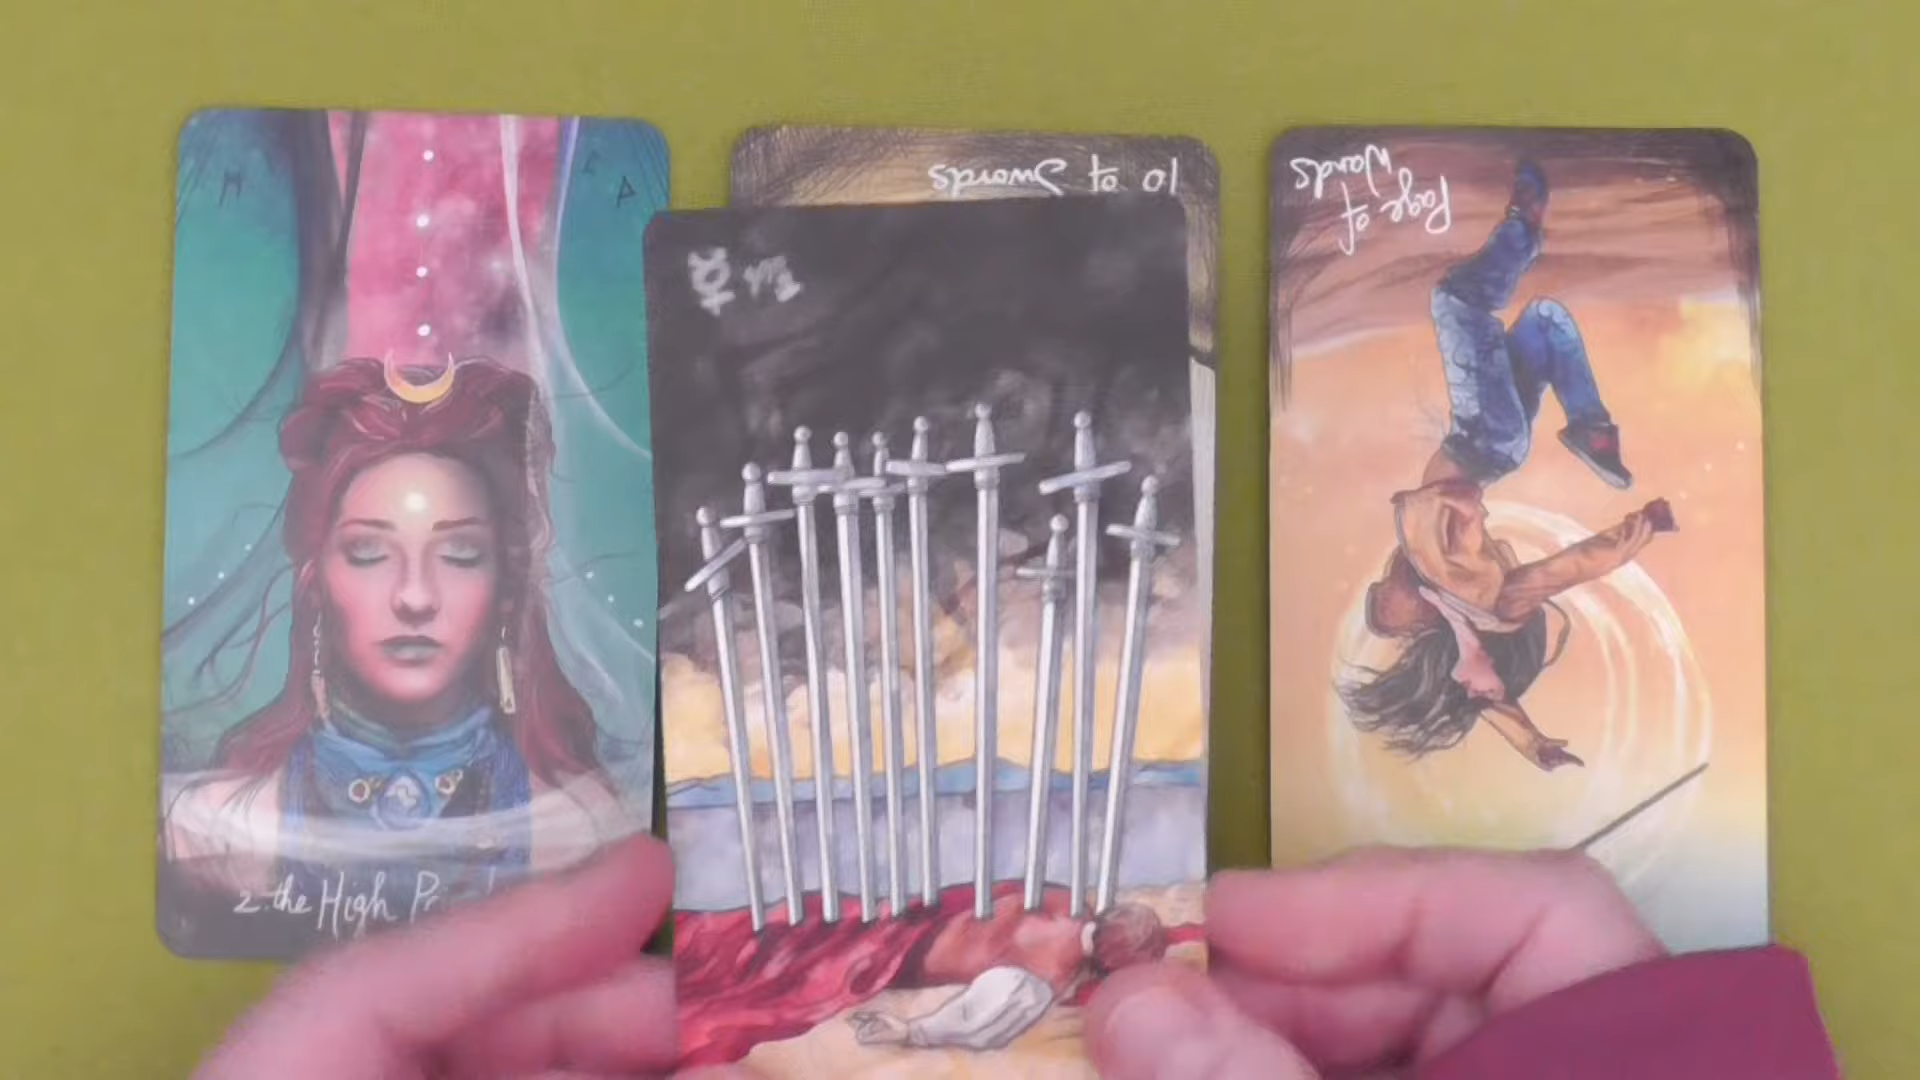 2. the High
10 of Swords
Page of
Wands